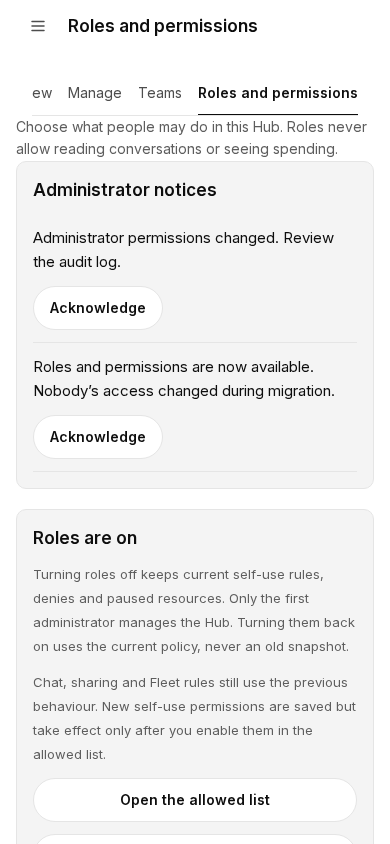 Roles and permissions
ew Manage Teams Roles and permissions
Choose what people may do in this Hub. Roles never
allow reading conversations or seeing spending.
Administrator notices
Administrator permissions changed. Review
the audit log.
Acknowledge
Roles and permissions are now available.
Nobody’s access changed during migration.
Acknowledge
Roles are on
Turning roles off keeps current self-use rules,
denies and paused resources. Only the first
administrator manages the Hub. Turning them back
on uses the current policy, never an old snapshot.
Chat, sharing and Fleet rules still use the previous
behaviour. New self-use permissions are saved but
take effect only after you enable them in the
allowed list.
Open the allowed list